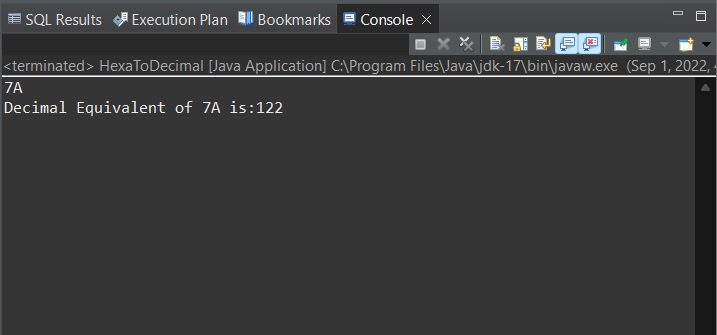 SQL Results Execution Plan Bookmarks Console
<terminated> HexaToDecimal [Java Application] C:\Program Files\Java\jdk-17\bin\javaw.exe (Sep 1, 2022,
7A
Decimal Equivalent of 7A is:122